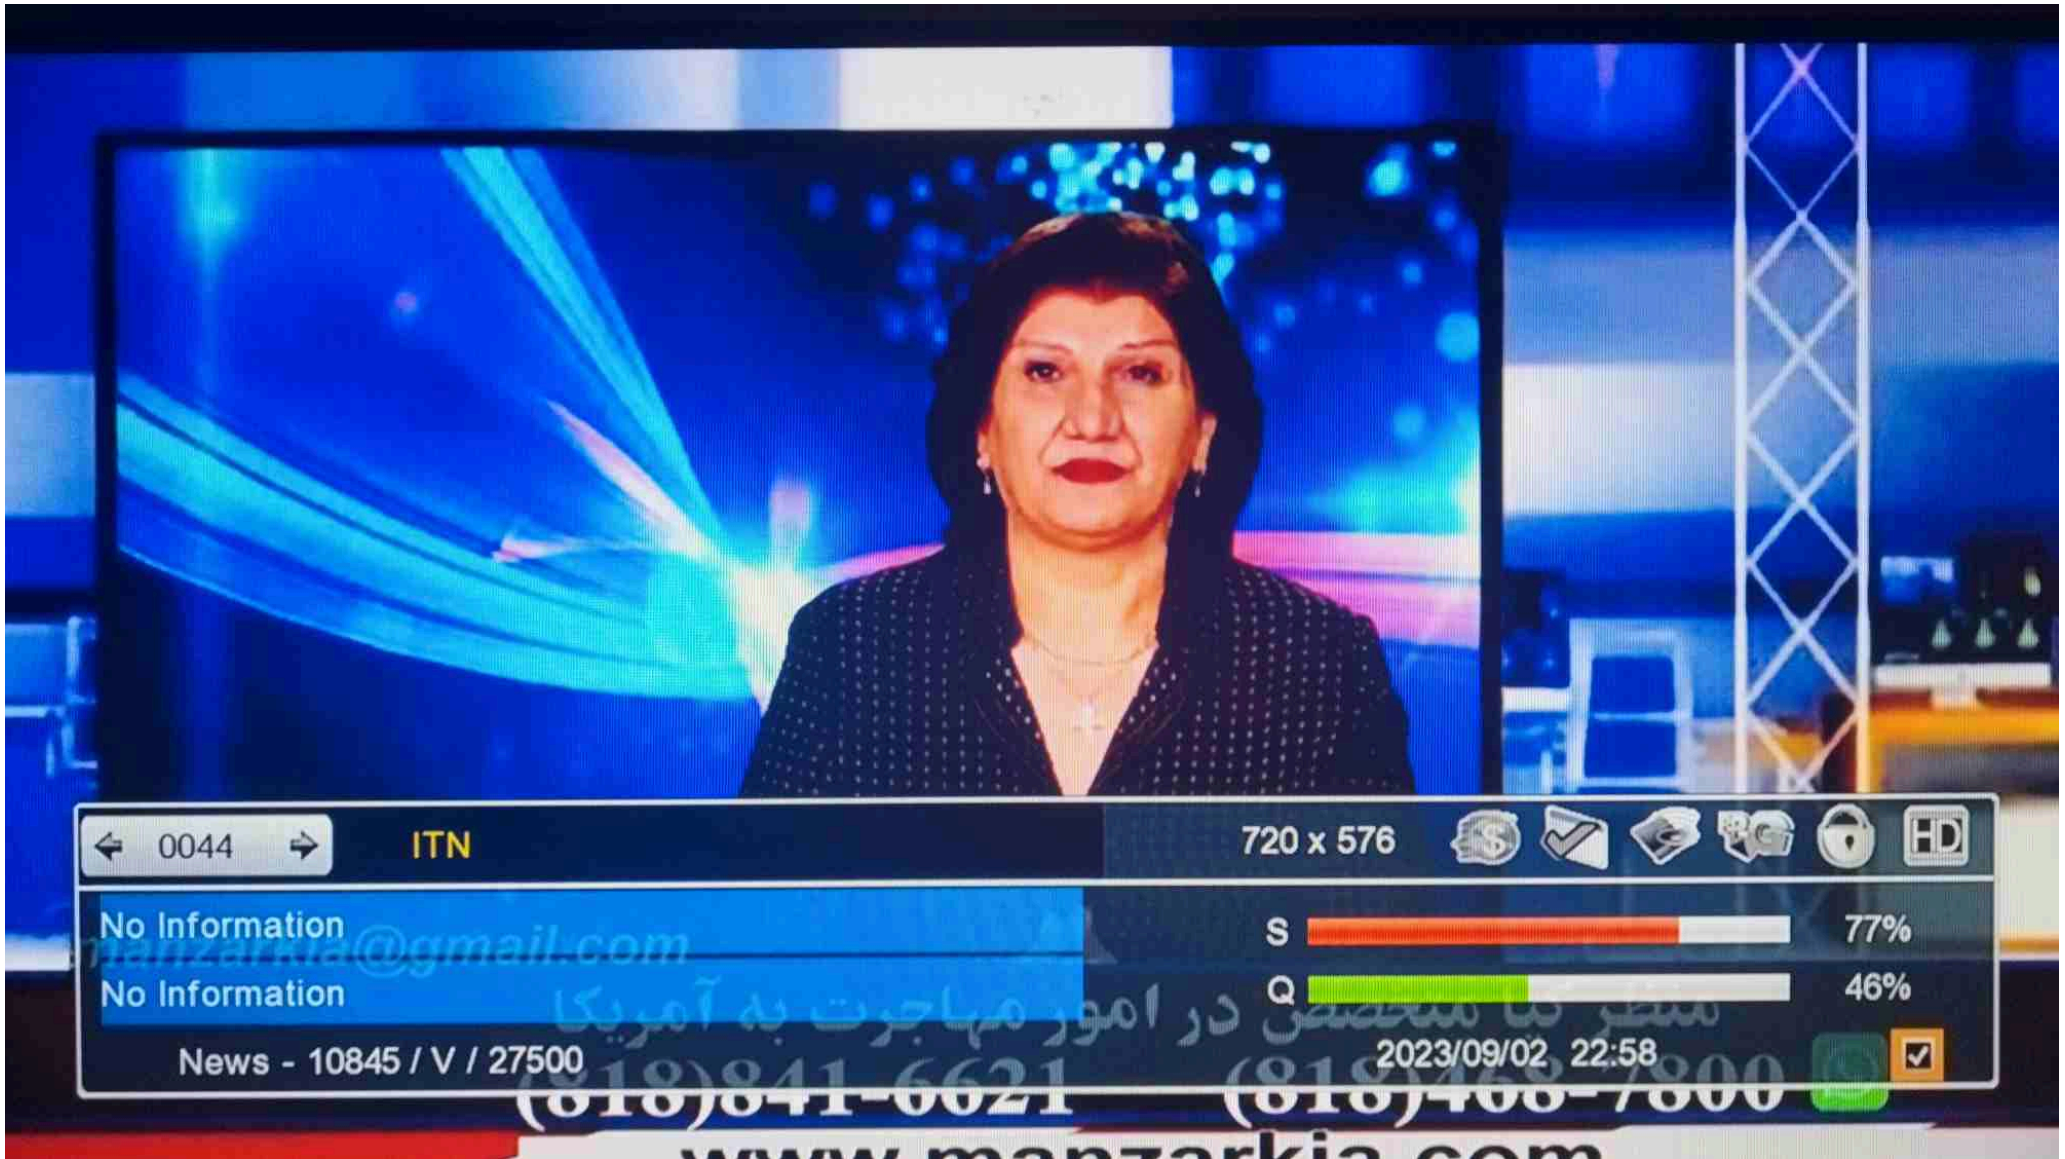 0044 ITN 720 x 576 HD
No Information S 77%
manzarkia@gmail.com
No Information Q 46%
منظر کیا متخصص در امور مهاجرت به آمریکا
News - 10845 / V / 27500 2023/09/02 22:58
(818)841-6621 (818)468-7800
www.manzarkia.com